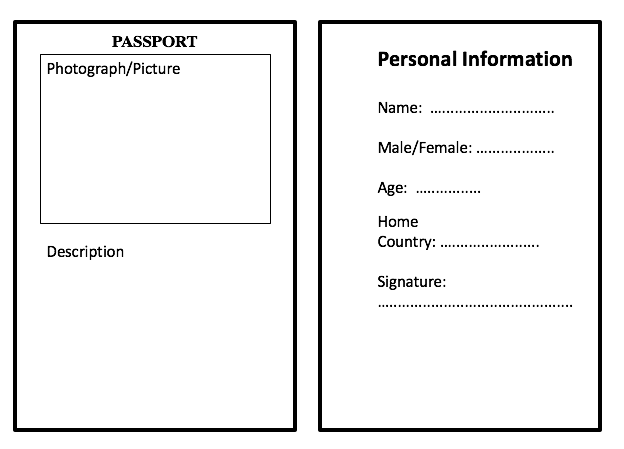 PASSPORT
Photograph/Picture
Description
Personal Information
Name: ..............................
Male/Female: ...................
Age: ................
Home
Country: ........................
Signature:
...............................................